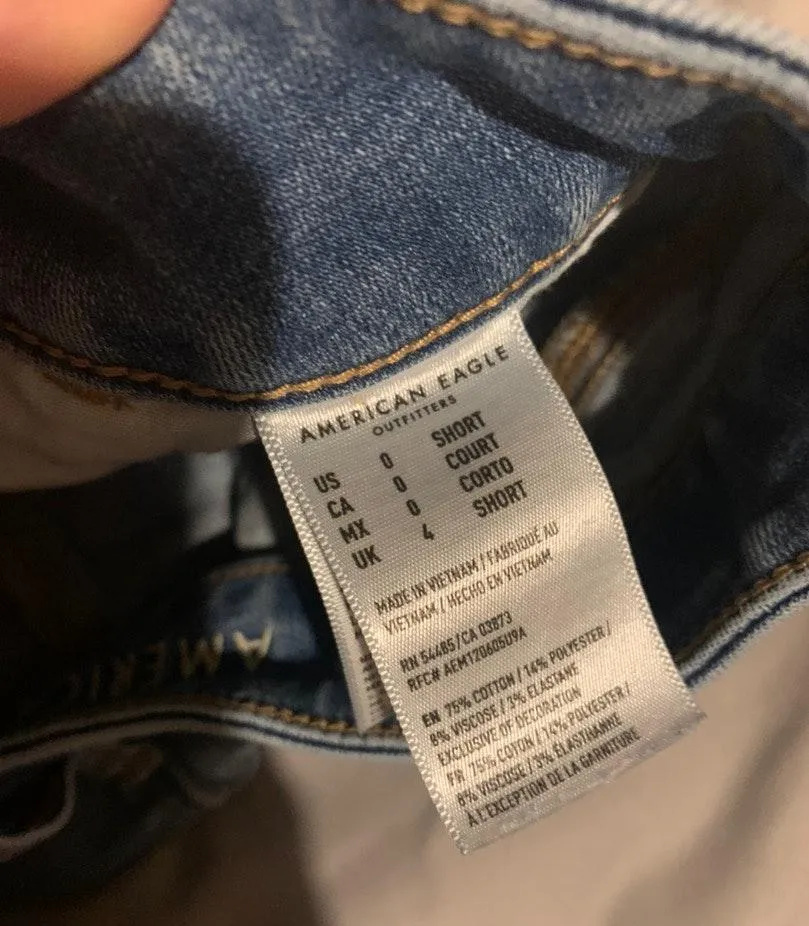 AMERICAN EAGLE
OUTFITTERS
US 0 SHORT
CA 0 COURT
MX 0 CORTO
UK 4 SHORT
MADE IN VIETNAM / FABRIQUÉ AU
VIETNAM / HECHO EN VIETNAM
RN 54485/CA 03873
RFC# AEM120605U9A
EN 75% COTTON / 14% POLYESTER /
8% VISCOSE / 3% ELASTANE
EXCLUSIVE OF DECORATION
FR 75% COTON / 14% POLYESTER /
8% VISCOSE / 3% ÉLASTHANNE
À L'EXCEPTION DE LA GARNITURE
AMERIC